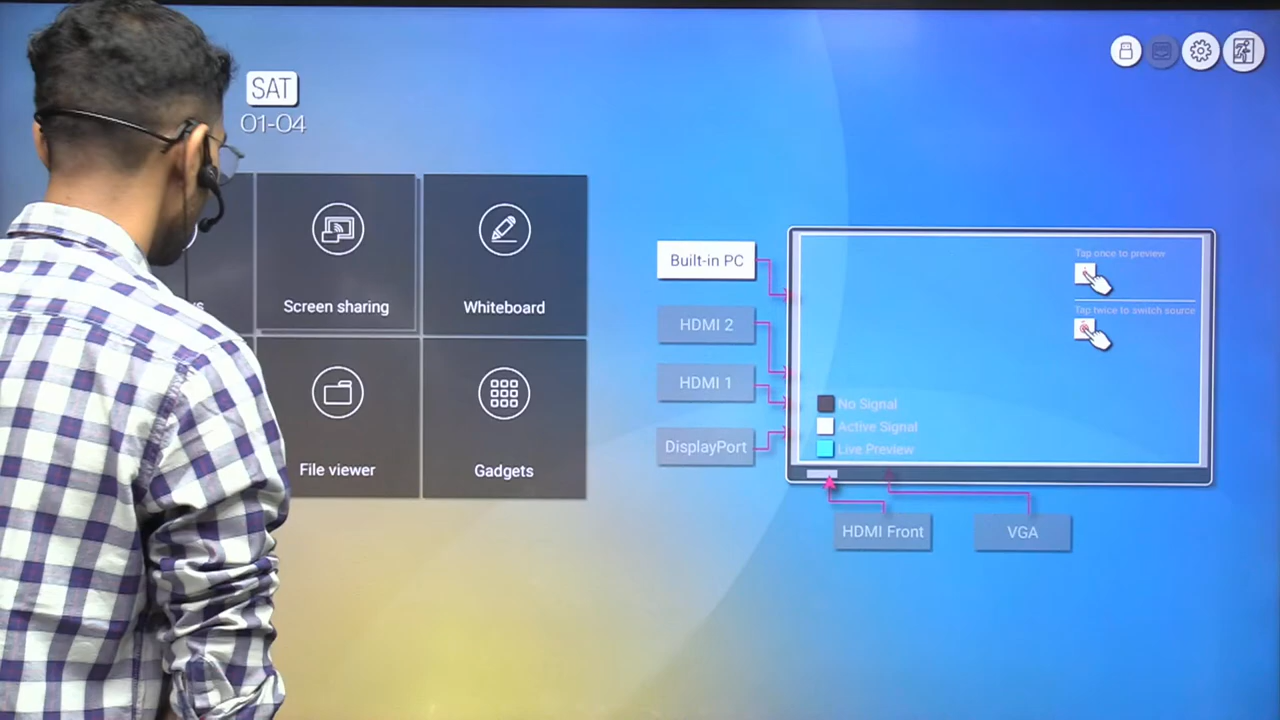 SAT
01-04
Screen sharing
Whiteboard
File viewer
Gadgets
Built-in PC
HDMI 2
HDMI 1
DisplayPort
Tap once to preview
Tap twice to switch source
No Signal
Active Signal
Live Preview
HDMI Front
VGA